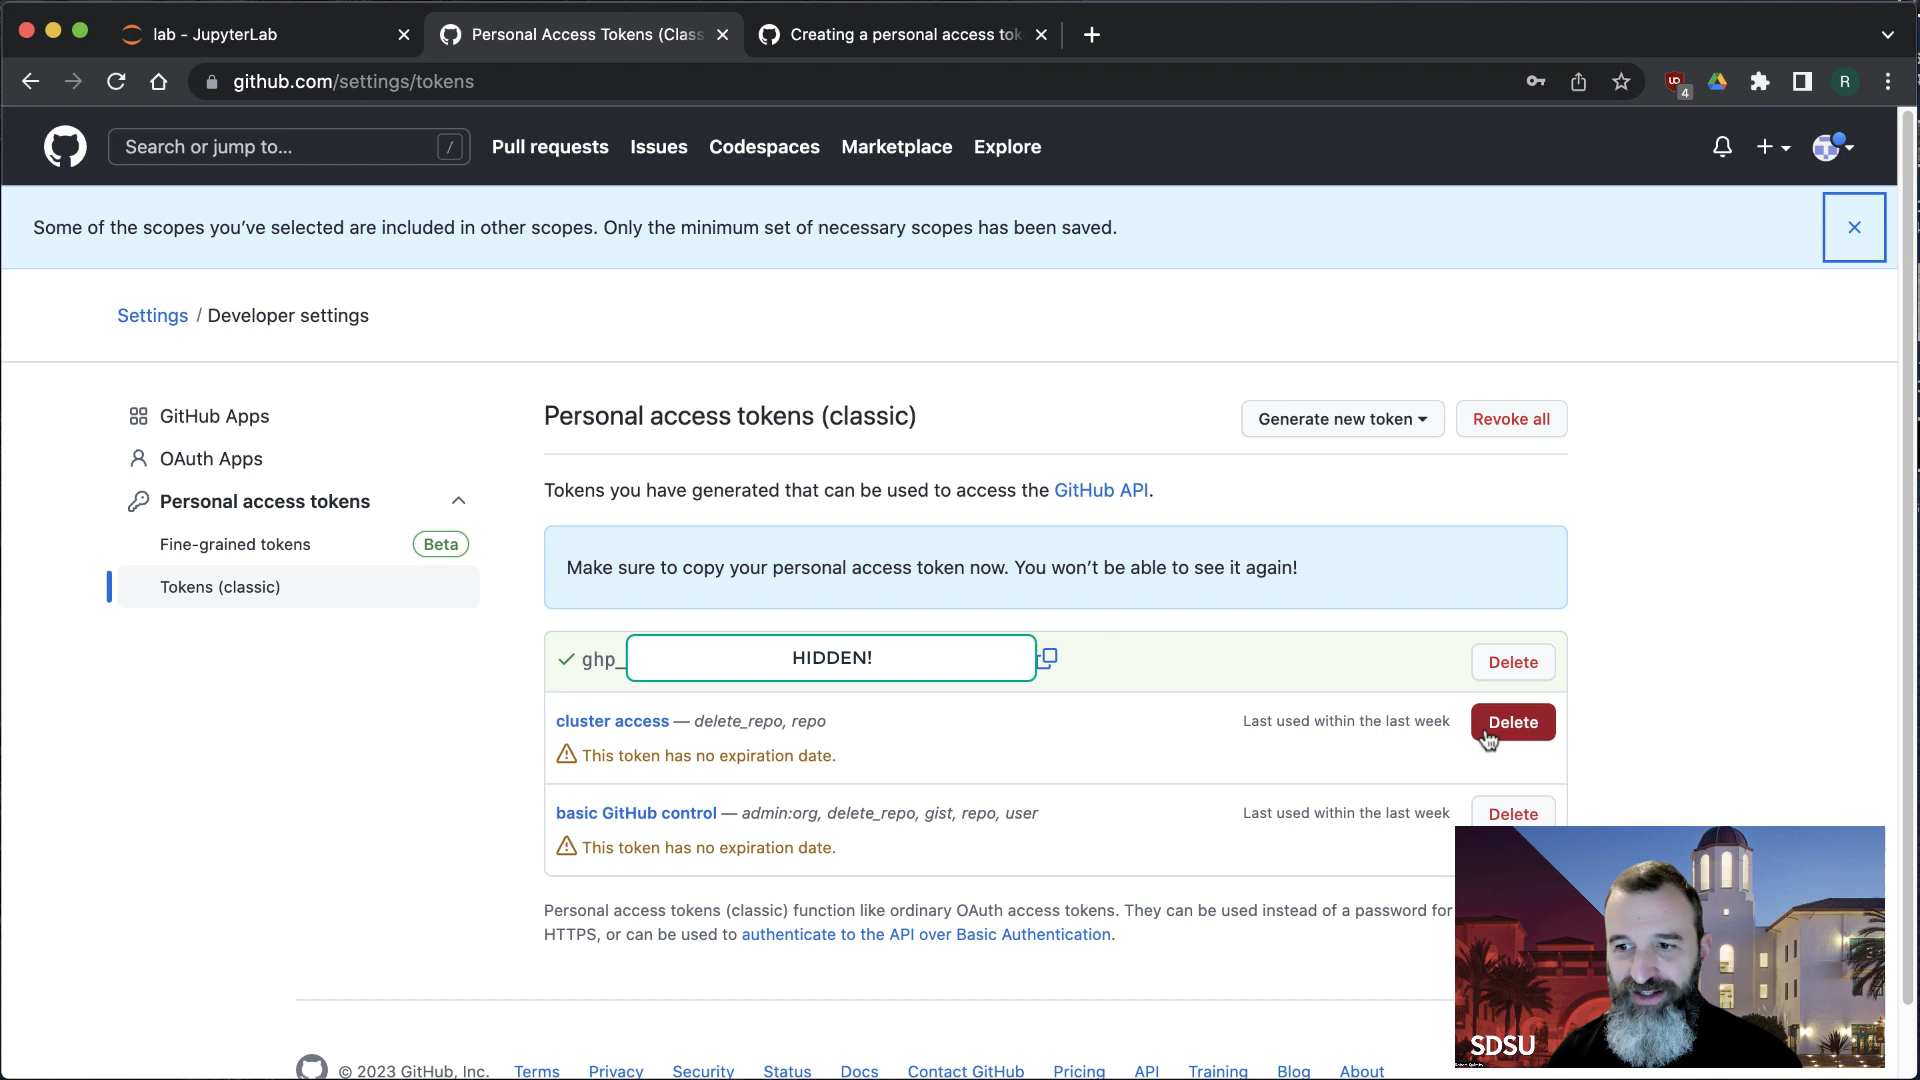 lab - JupyterLab
Personal Access Tokens (Class
Creating a personal access tok
github.com/settings/tokens
4
R
Search or jump to...
/
Pull requests
Issues
Codespaces
Marketplace
Explore
Some of the scopes you’ve selected are included in other scopes. Only the minimum set of necessary scopes has been saved.
Settings / Developer settings
GitHub Apps
OAuth Apps
Personal access tokens
Fine-grained tokens
Beta
Tokens (classic)
Personal access tokens (classic)
Generate new token
Revoke all
Tokens you have generated that can be used to access the GitHub API.
Make sure to copy your personal access token now. You won’t be able to see it again!
ghp_
HIDDEN!
Delete
cluster access — delete_repo, repo
Last used within the last week
Delete
This token has no expiration date.
basic GitHub control — admin:org, delete_repo, gist, repo, user
Last used within the last week
Delete
This token has no expiration date.
Personal access tokens (classic) function like ordinary OAuth access tokens. They can be used instead of a password for
HTTPS, or can be used to authenticate to the API over Basic Authentication.
SDSU
© 2023 GitHub, Inc.
Terms
Privacy
Security
Status
Docs
Contact GitHub
Pricing
API
Training
Blog
About